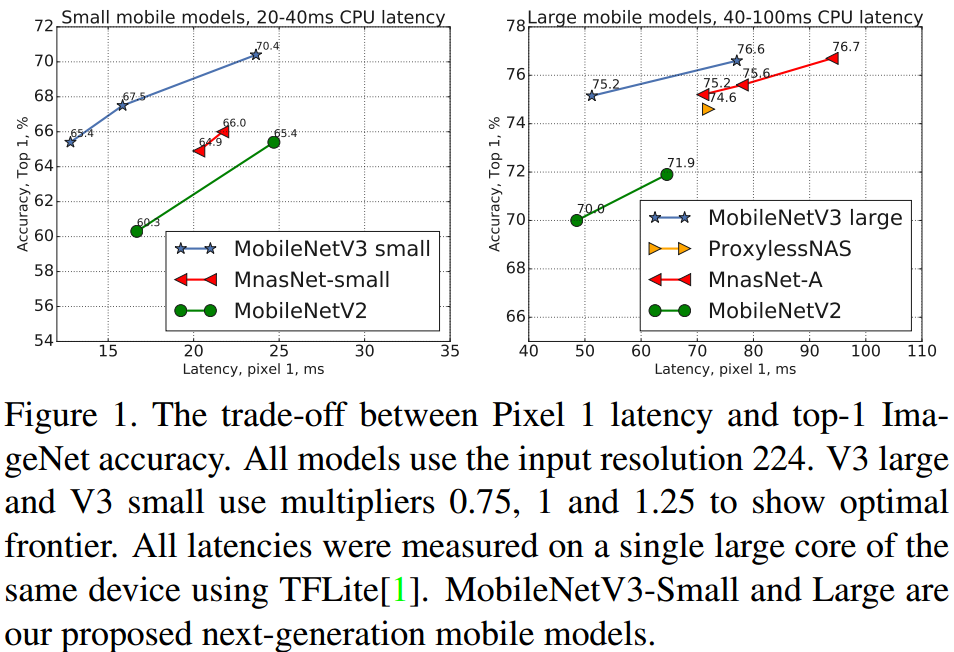 Small mobile models, 20-40ms CPU latency
72
70
68
66
64
62
60
58
56
54
Accuracy, Top 1, %
70.4
67.5
65.4
66.0
64.9
65.4
60.3
MobileNetV3 small
MnasNet-small
MobileNetV2
15 20 25 30 35
Latency, pixel 1, ms
Large mobile models, 40-100ms CPU latency
78
76
74
72
70
68
66
Accuracy, Top 1, %
76.6
76.7
75.2
75.2
75.6
74.6
71.9
70.0
MobileNetV3 large
ProxylessNAS
MnasNet-A
MobileNetV2
40 50 60 70 80 90 100 110
Latency, pixel 1, ms
Figure 1. The trade-off between Pixel 1 latency and top-1 Ima-
geNet accuracy. All models use the input resolution 224. V3 large
and V3 small use multipliers 0.75, 1 and 1.25 to show optimal
frontier. All latencies were measured on a single large core of the
same device using TFLite[1]. MobileNetV3-Small and Large are
our proposed next-generation mobile models.